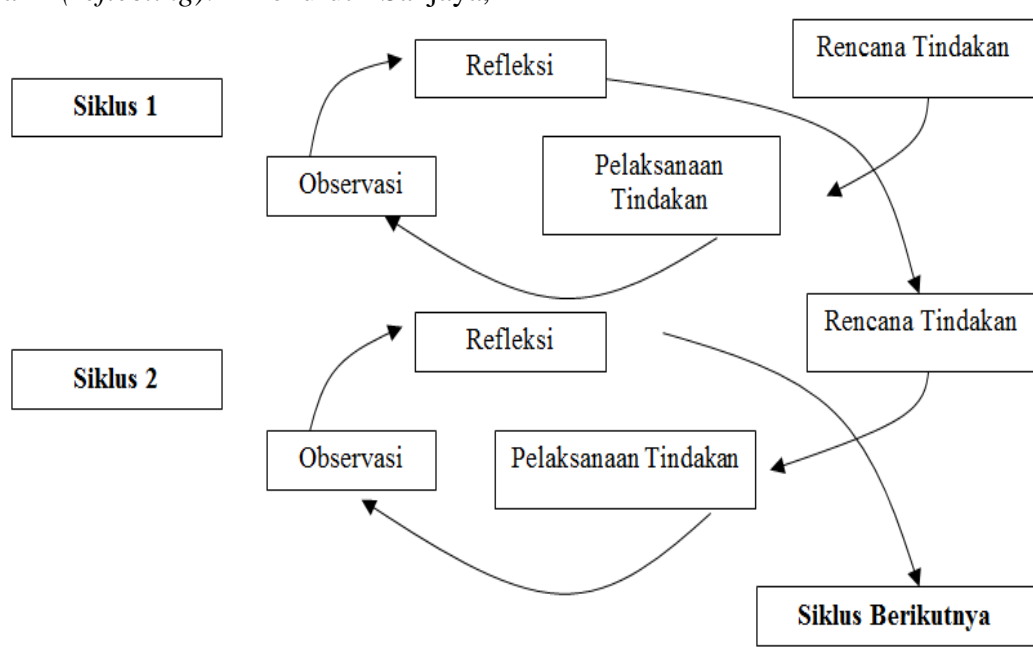 Rencana Tindakan
Refleksi
Siklus 1
Pelaksanaan
Tindakan
Observasi
Rencana Tindakan
Refleksi
Siklus 2
Observasi
Pelaksanaan Tindakan
Siklus Berikutnya